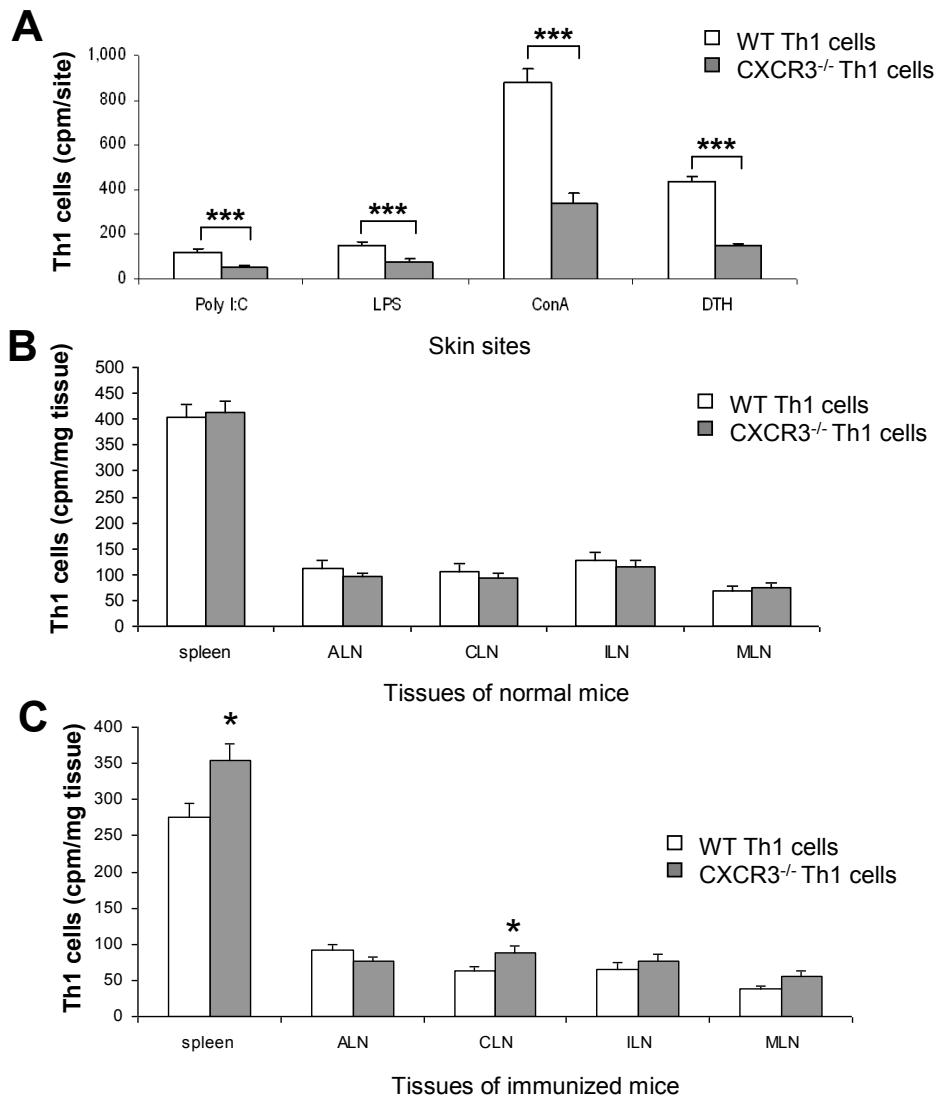 A
Th1 cells (cpm/site)
1,000
800
600
400
200
0
***
***
***
***
WT Th1 cells
CXCR3-/- Th1 cells
Poly I:C
LPS
ConA
DTH
Skin sites
B
Th1 cells (cpm/mg tissue)
500
450
400
350
300
250
200
150
100
50
0
WT Th1 cells
CXCR3-/- Th1 cells
spleen
ALN
CLN
ILN
MLN
Tissues of normal mice
C
Th1 cells (cpm/mg tissue)
400
350
300
250
200
150
100
50
0
*
*
WT Th1 cells
CXCR3-/- Th1 cells
spleen
ALN
CLN
ILN
MLN
Tissues of immunized mice